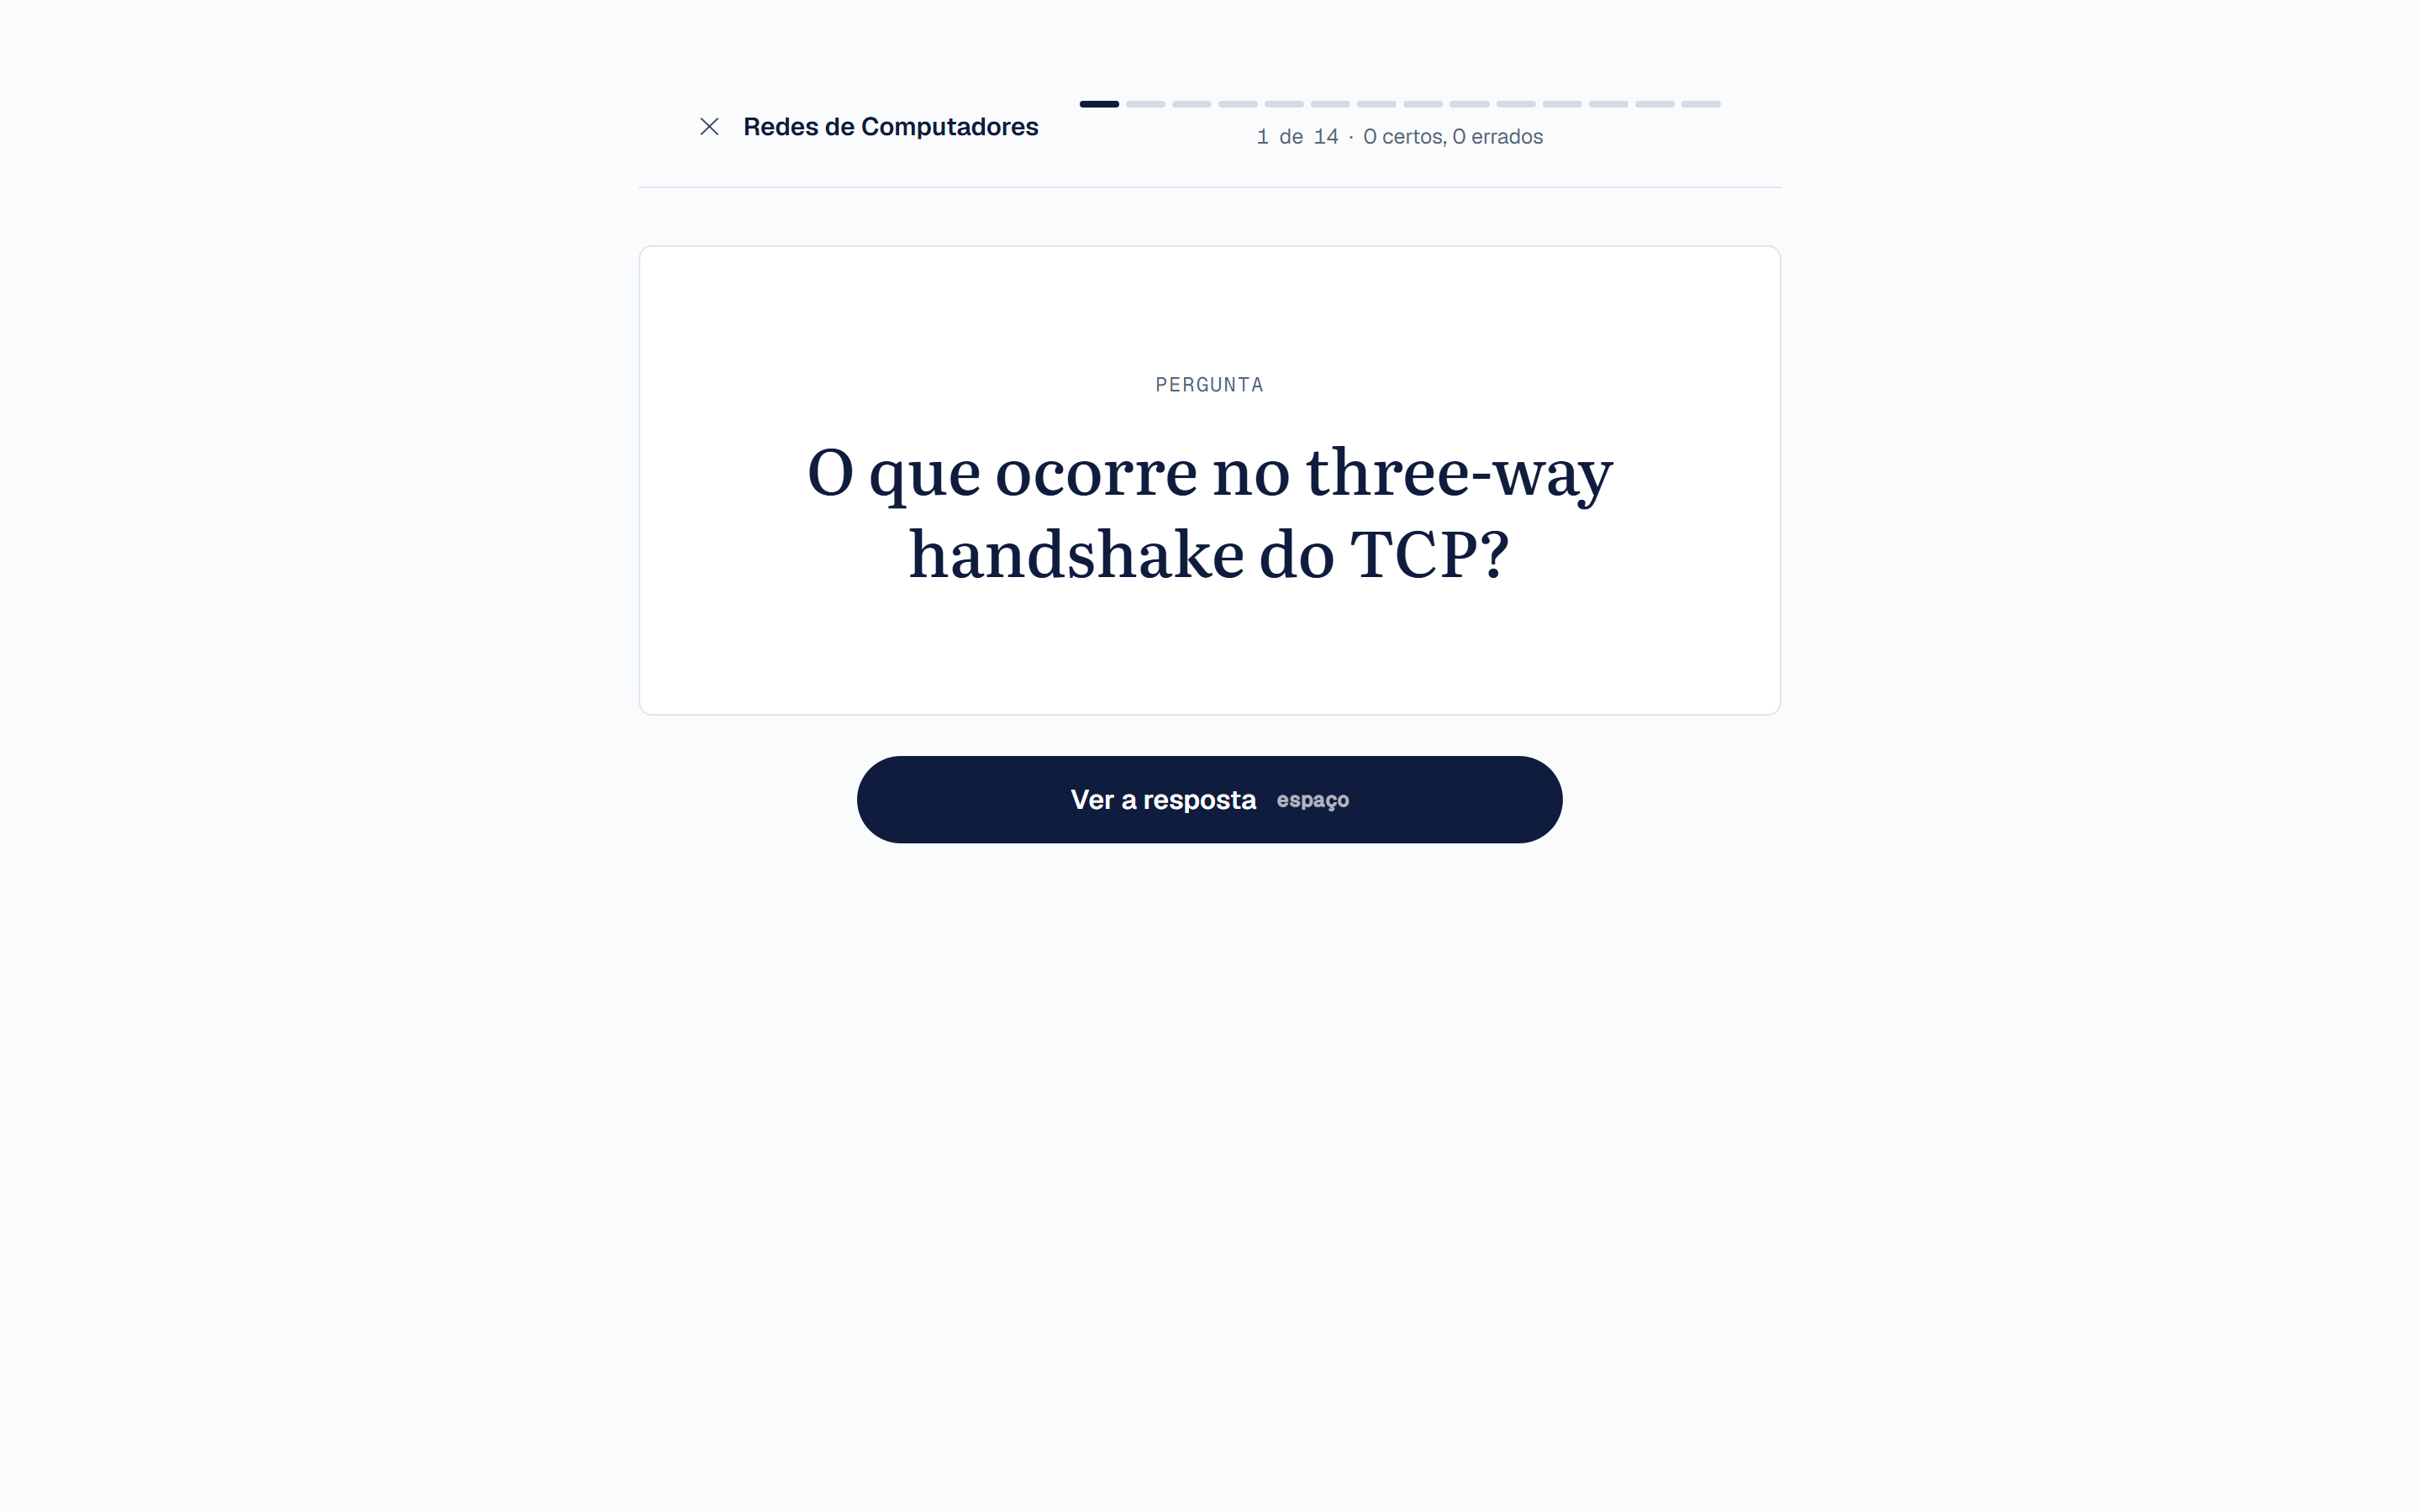 Redes de Computadores
1 de 14 · 0 certos, 0 errados
PERGUNTA
O que ocorre no three-way
handshake do TCP?
Ver a resposta espaço